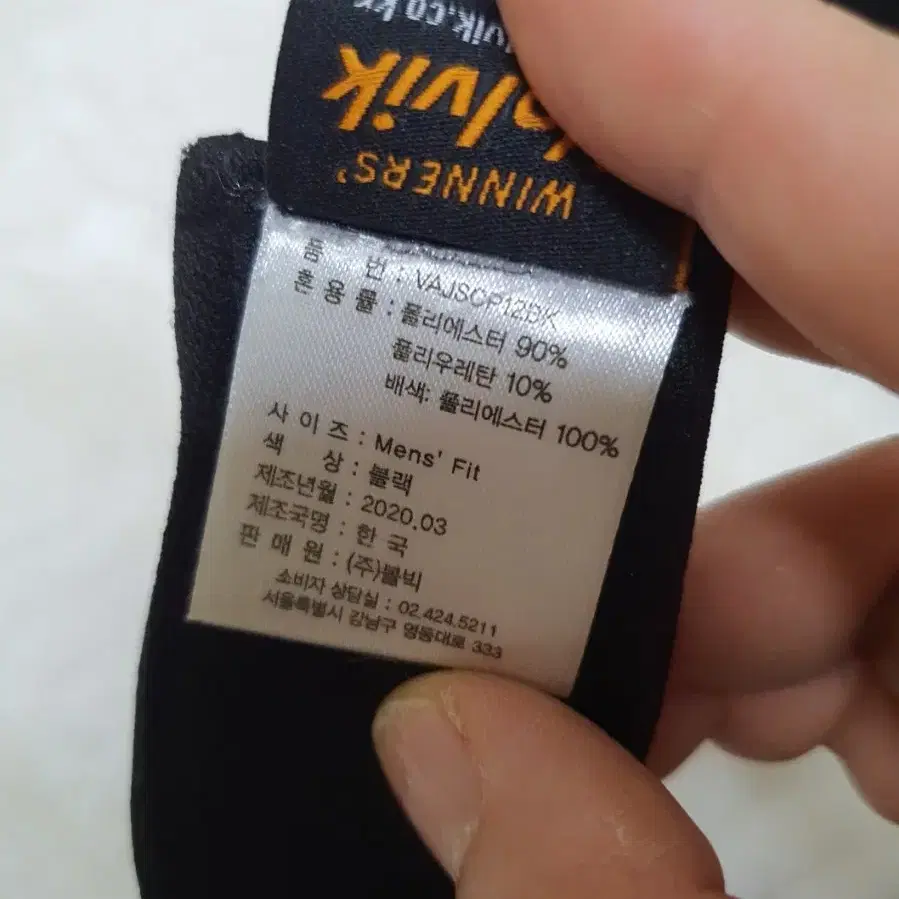 WINNERS'
volvik
vik.co.kr
품 번 : VAJSCP12BK
혼 용 률 : 폴리에스터 90%
폴리우레탄 10%
배색: 폴리에스터 100%
사 이 즈 : Mens' Fit
색 상 : 블랙
제조년월 : 2020.03
제조국명 : 한 국
판 매 원 : (주)볼빅
소비자 상담실 : 02.424.5211
서울특별시 강남구 영동대로 333